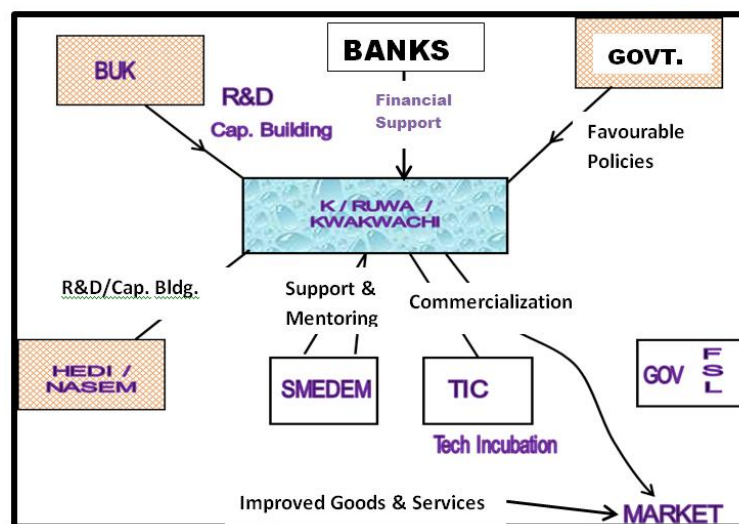 BUK
BANKS
GOVT.
R&D
Cap. Building
Financial
Support
Favourable
Policies
K / RUWA /
KWAKWACHI
R&D/Cap. Bldg.
Support &
Mentoring
Commercialization
HEDI /
NASEM
SMEDEM
TIC
GOV
F
S
L
Tech Incubation
Improved Goods & Services
MARKET